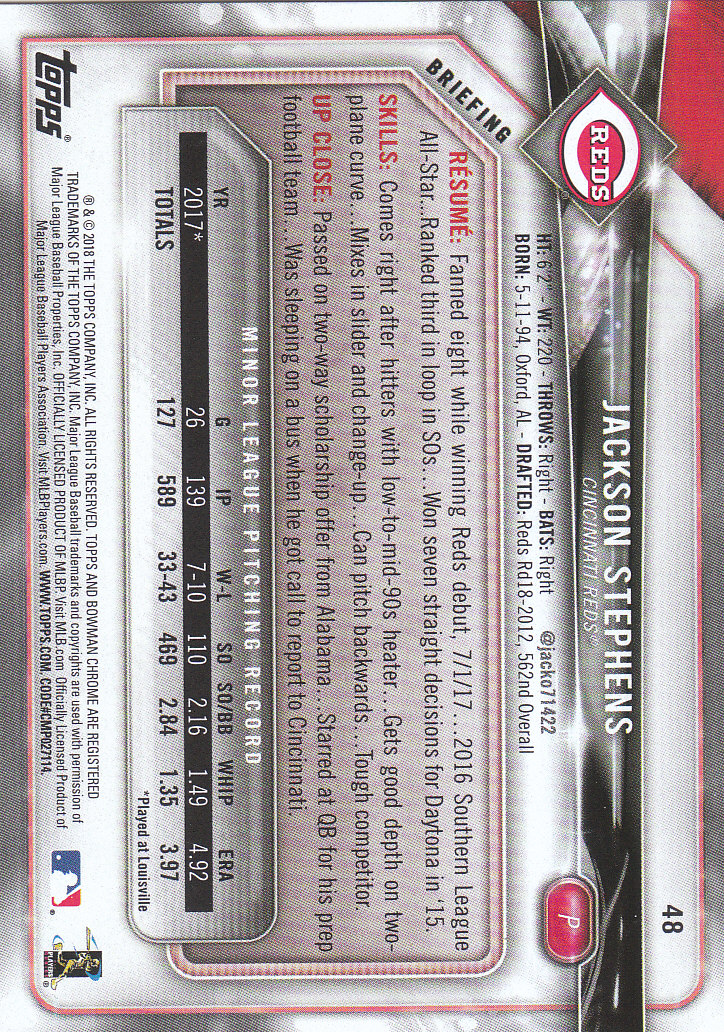 48
REDS
JACKSON STEPHENS
CINCINNATI REDS™
P
HT: 6'2" - WT: 220 - THROWS: Right - BATS: Right @jacko71422
BORN: 5-11-94, Oxford, AL - DRAFTED: Reds Rd18-2012, 562nd Overall
BRIEFING
RÉSUMÉ: Fanned eight while winning Reds debut, 7/1/17....2016 Southern League
All-Star...Ranked third in loop in SOs....Won seven straight decisions for Daytona in '15.
SKILLS: Comes right after hitters with low-to-mid-90s heater....Gets good depth on two-
plane curve....Mixes in slider and change-up....Can pitch backwards....Tough competitor.
UP CLOSE: Passed on two-way scholarship offer from Alabama....Starred at QB for his prep
football team....Was sleeping on a bus when he got call to report to Cincinnati.
MINOR LEAGUE PITCHING RECORD
YR G IP W-L SO SO/BB WHIP ERA
2017* 26 139 7-10 110 2.16 1.49 4.92
TOTALS 127 589 33-43 469 2.84 1.35 3.97
*Played at Louisville
topps®
® & © 2018 THE TOPPS COMPANY, INC. ALL RIGHTS RESERVED. TOPPS AND BOWMAN CHROME ARE REGISTERED
TRADEMARKS OF THE TOPPS COMPANY, INC. Major League Baseball trademarks and copyrights are used with permission of
Major League Baseball Properties, Inc. OFFICIALLY LICENSED PRODUCT OF MLBP. Visit MLB.com Officially Licensed Product of
Major League Baseball Players Association. Visit MLBPlayers.com. WWW.TOPPS.COM. CODE#CMP027114.
PLAYERS